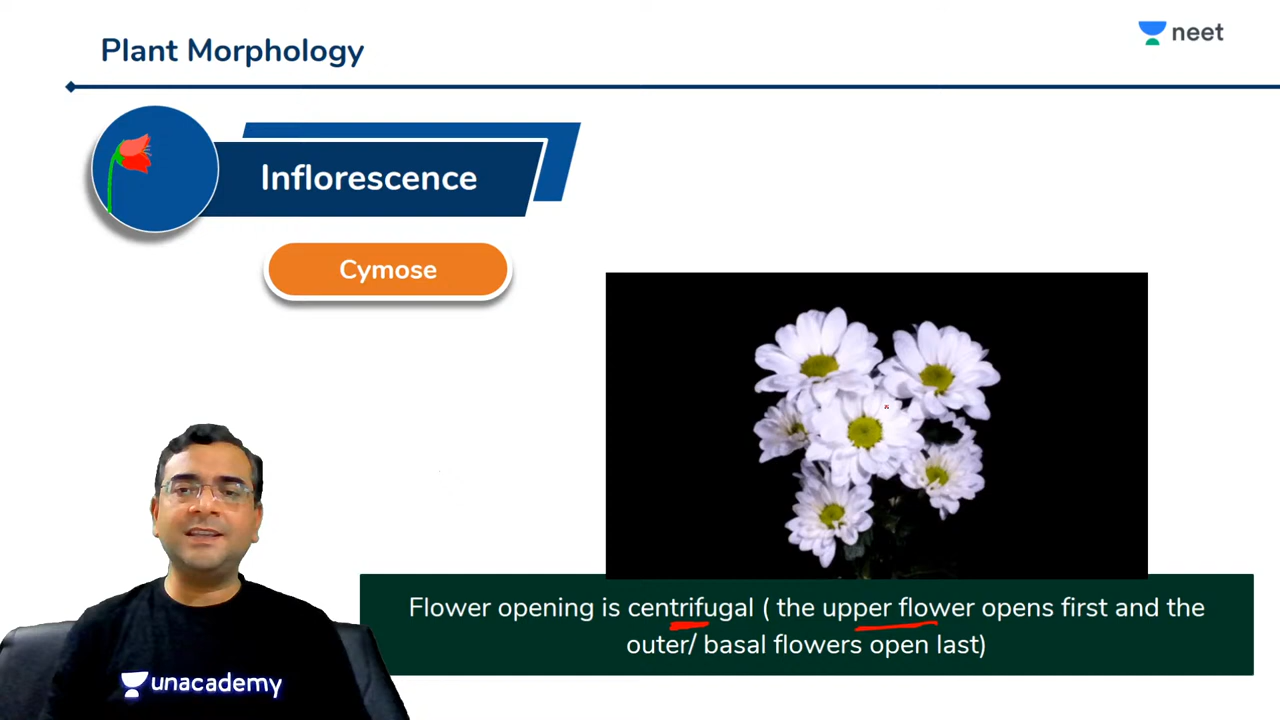 Plant Morphology
neet
Inflorescence
Cymose
Flower opening is centrifugal ( the upper flower opens first and the
outer/ basal flowers open last)
unacademy